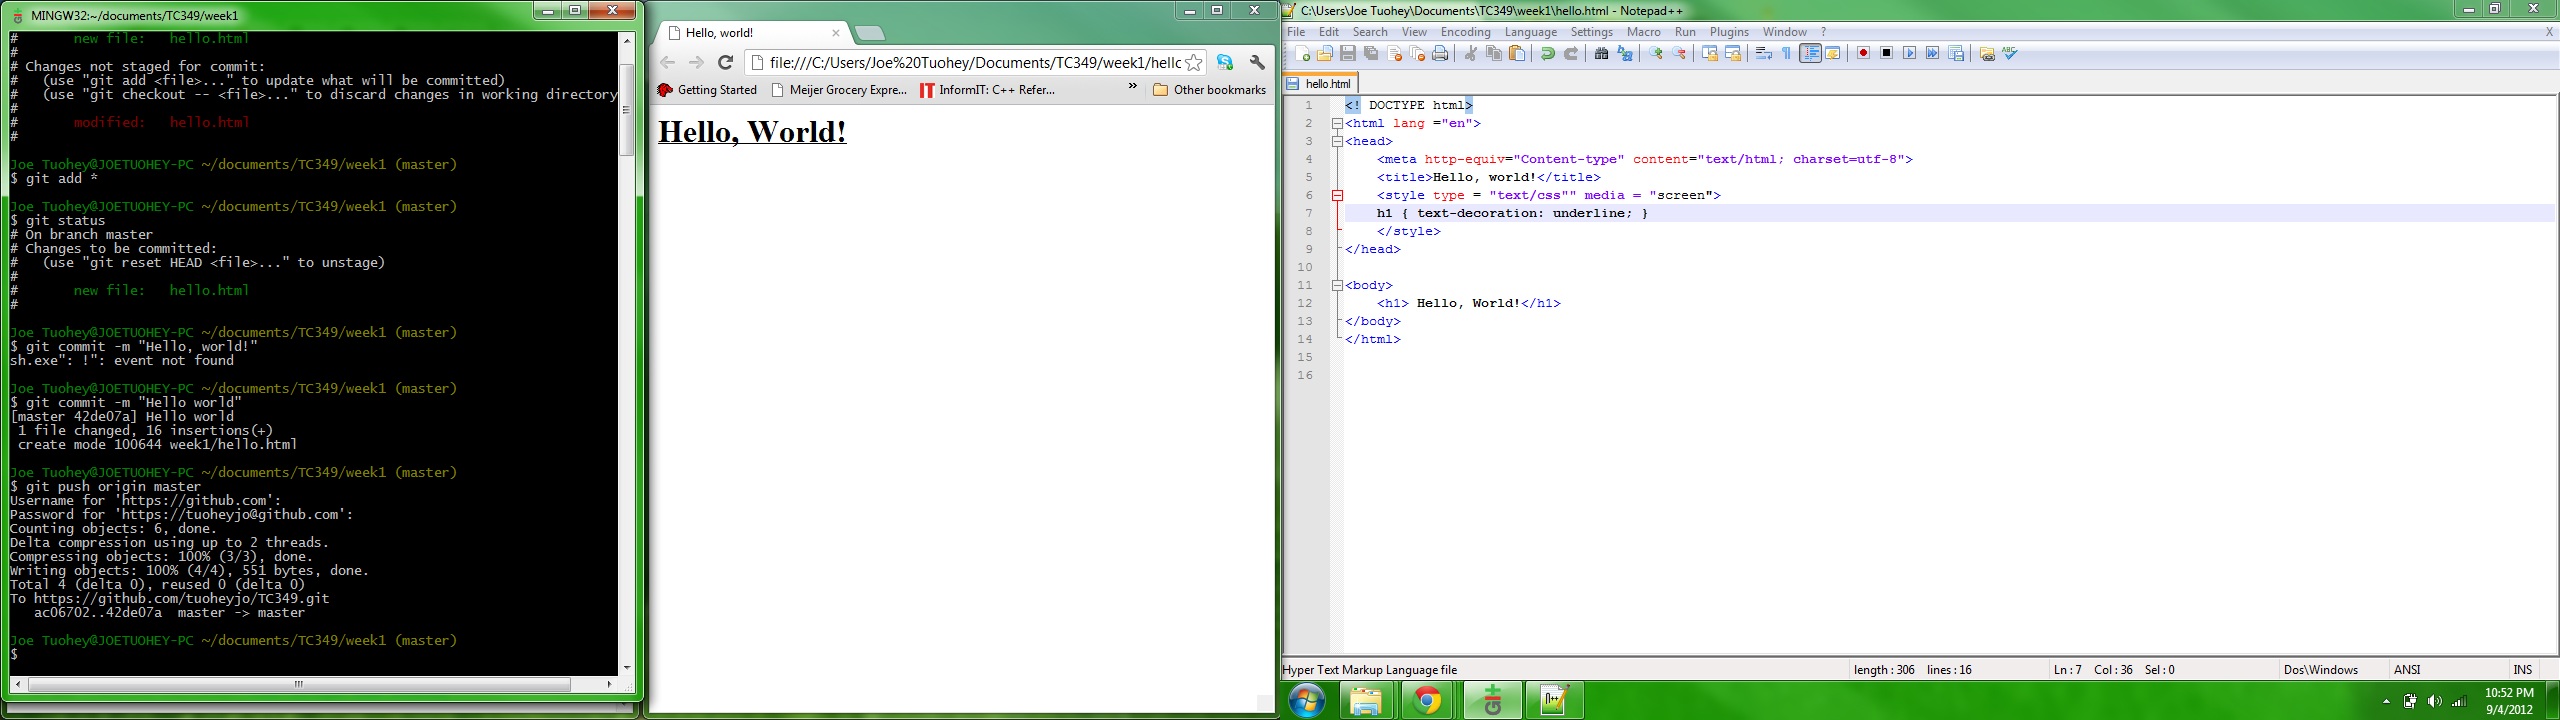 MINGW32:~/documents/TC349/week1
#       new file:   hello.html
#
# Changes not staged for commit:
#   (use "git add <file>..." to update what will be committed)
#   (use "git checkout -- <file>..." to discard changes in working directory
#
#       modified:   hello.html
#
Joe Tuohey@JOETUOHEY-PC ~/documents/TC349/week1 (master)
$ git add *
Joe Tuohey@JOETUOHEY-PC ~/documents/TC349/week1 (master)
$ git status
# On branch master
# Changes to be committed:
#   (use "git reset HEAD <file>..." to unstage)
#
#       new file:   hello.html
#
Joe Tuohey@JOETUOHEY-PC ~/documents/TC349/week1 (master)
$ git commit -m "Hello, world!"
sh.exe": !": event not found
Joe Tuohey@JOETUOHEY-PC ~/documents/TC349/week1 (master)
$ git commit -m "Hello world"
[master 42de07a] Hello world
 1 file changed, 16 insertions(+)
 create mode 100644 week1/hello.html
Joe Tuohey@JOETUOHEY-PC ~/documents/TC349/week1 (master)
$ git push origin master
Username for 'https://github.com':
Password for 'https://tuoheyjo@github.com':
Counting objects: 6, done.
Delta compression using up to 2 threads.
Compressing objects: 100% (3/3), done.
Writing objects: 100% (4/4), 551 bytes, done.
Total 4 (delta 0), reused 0 (delta 0)
To https://github.com/tuoheyjo/TC349.git
   ac06702..42de07a  master -> master
Joe Tuohey@JOETUOHEY-PC ~/documents/TC349/week1 (master)
$
Hello, world!
file:///C:/Users/Joe%20Tuohey/Documents/TC349/week1/hello
Getting Started Meijer Grocery Expre... InformIT: C++ Refer... » Other bookmarks
Hello, World!
C:\Users\Joe Tuohey\Documents\TC349\week1\hello.html - Notepad++
File Edit Search View Encoding Language Settings Macro Run Plugins Window ? X
hello.html
1 <! DOCTYPE html>
2 <html lang ="en">
3 <head>
4     <meta http-equiv="Content-type" content="text/html; charset=utf-8">
5     <title>Hello, world!</title>
6     <style type = "text/css"" media = "screen">
7     h1 { text-decoration: underline; }
8     </style>
9 </head>
10
11 <body>
12     <h1> Hello, World!</h1>
13 </body>
14 </html>
15
16
Hyper Text Markup Language file length : 306 lines : 16 Ln : 7 Col : 36 Sel : 0 Dos\Windows ANSI INS
10:52 PM
9/4/2012